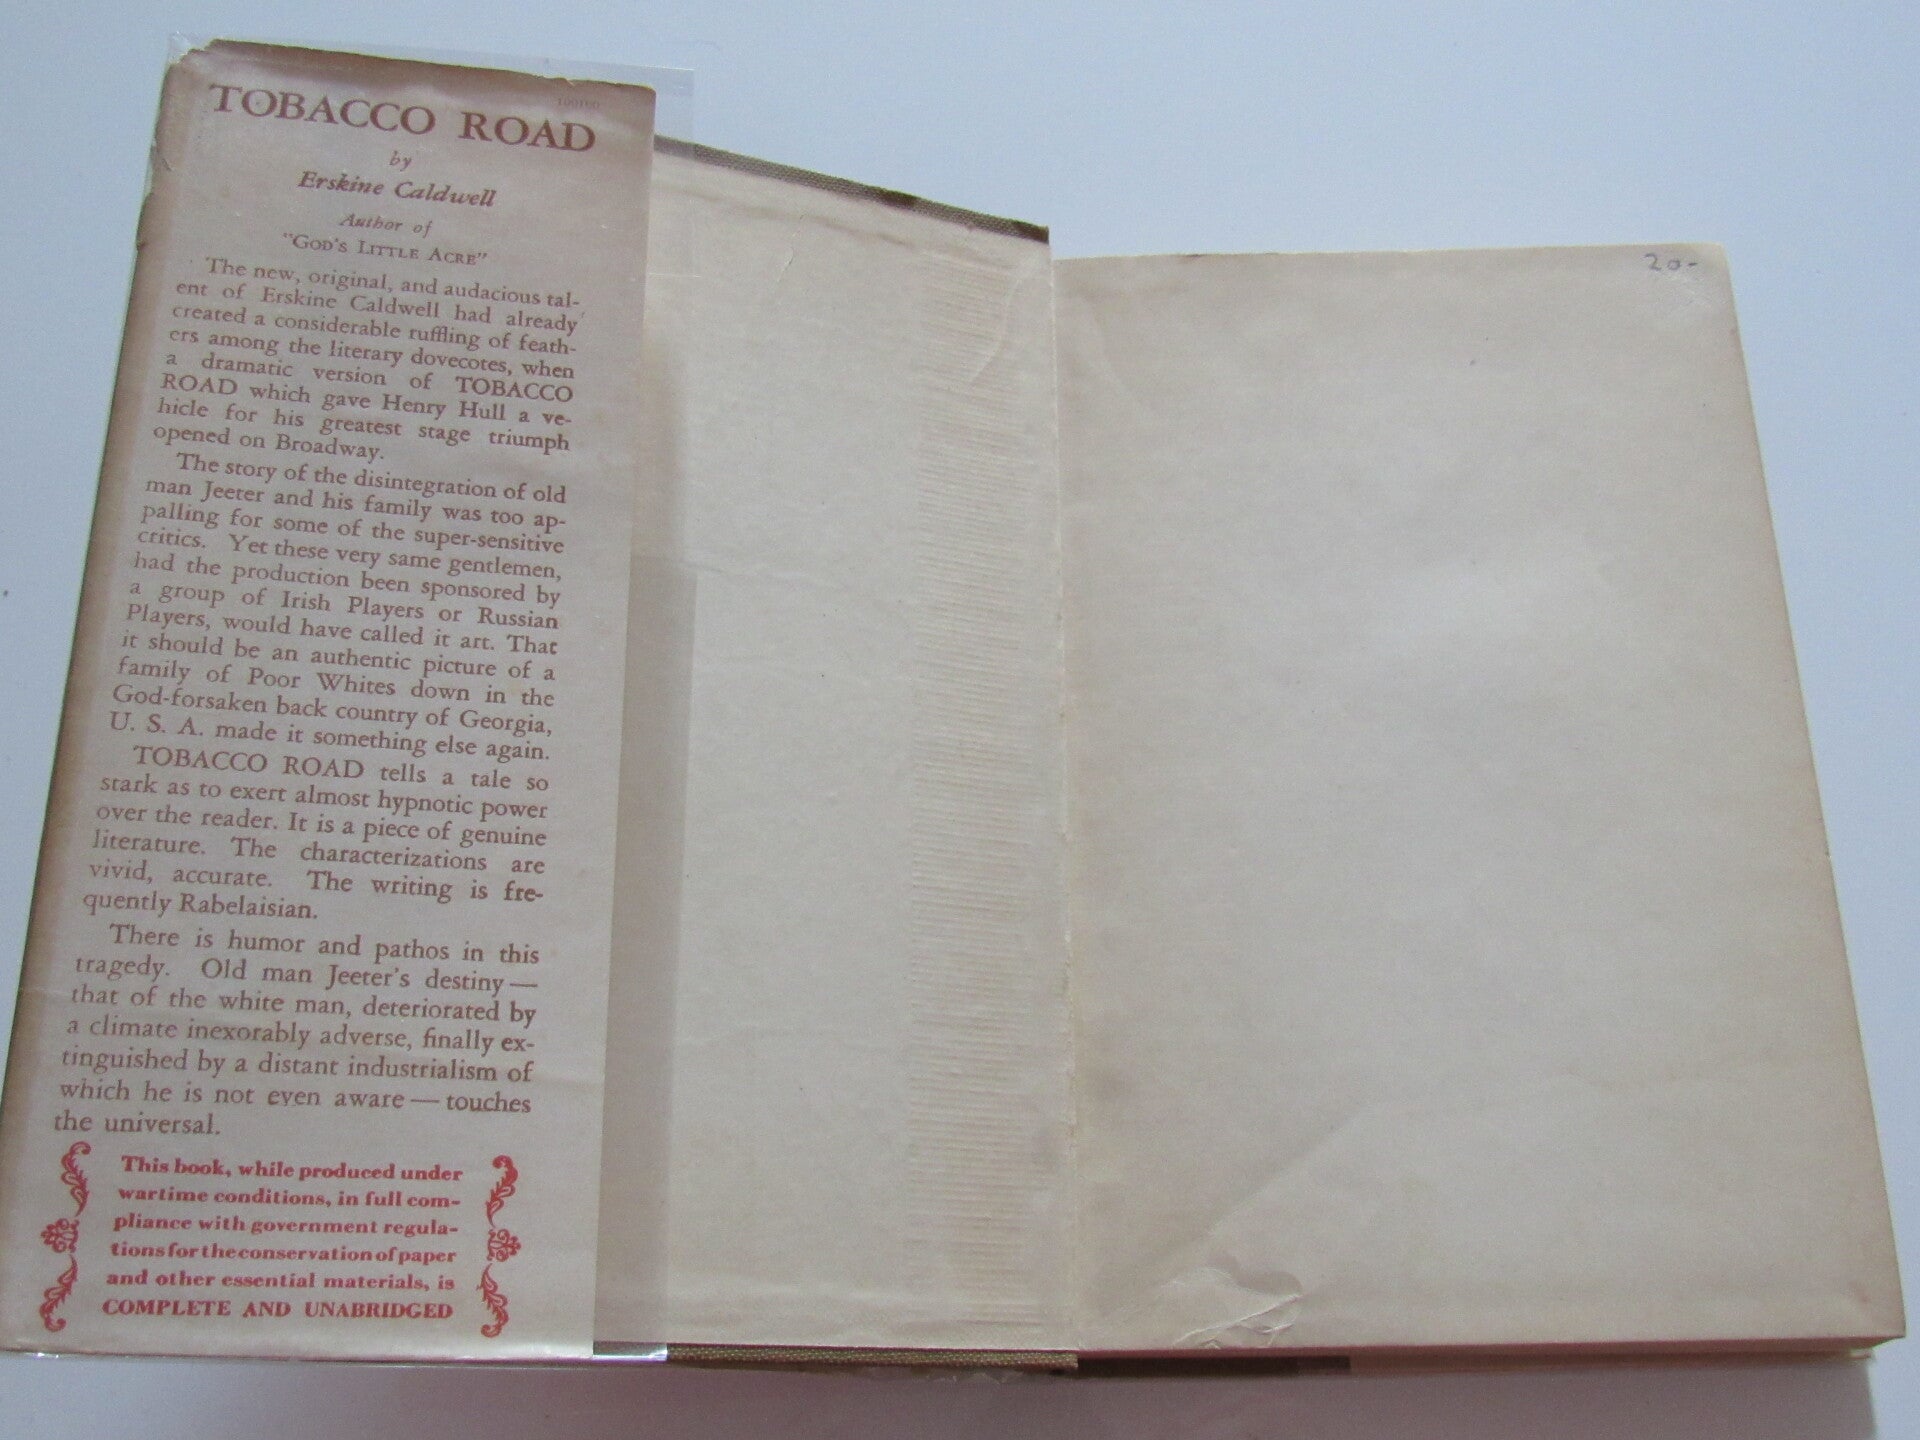 100160
TOBACCO ROAD
by
Erskine Caldwell
Author of
"GOD'S LITTLE ACRE"
The new, original, and audacious tal-
ent of Erskine Caldwell had already
created a considerable ruffling of feath-
ers among the literary dovecotes, when
a dramatic version of TOBACCO
ROAD which gave Henry Hull a ve-
hicle for his greatest stage triumph
opened on Broadway.
The story of the disintegration of old
man Jeeter and his family was too ap-
palling for some of the super-sensitive
critics. Yet these very same gentlemen,
had the production been sponsored by
a group of Irish Players or Russian
Players, would have called it art. That
it should be an authentic picture of a
family of Poor Whites down in the
God-forsaken back country of Georgia,
U. S. A. made it something else again.
TOBACCO ROAD tells a tale so
stark as to exert almost hypnotic power
over the reader. It is a piece of genuine
literature. The characterizations are
vivid, accurate. The writing is fre-
quently Rabelaisian.
There is humor and pathos in this
tragedy. Old man Jeeter's destiny—
that of the white man, deteriorated by
a climate inexorably adverse, finally ex-
tinguished by a distant industrialism of
which he is not even aware—touches
the universal.
This book, while produced under
wartime conditions, in full com-
pliance with government regula-
tions for the conservation of paper
and other essential materials, is
COMPLETE AND UNABRIDGED
20-